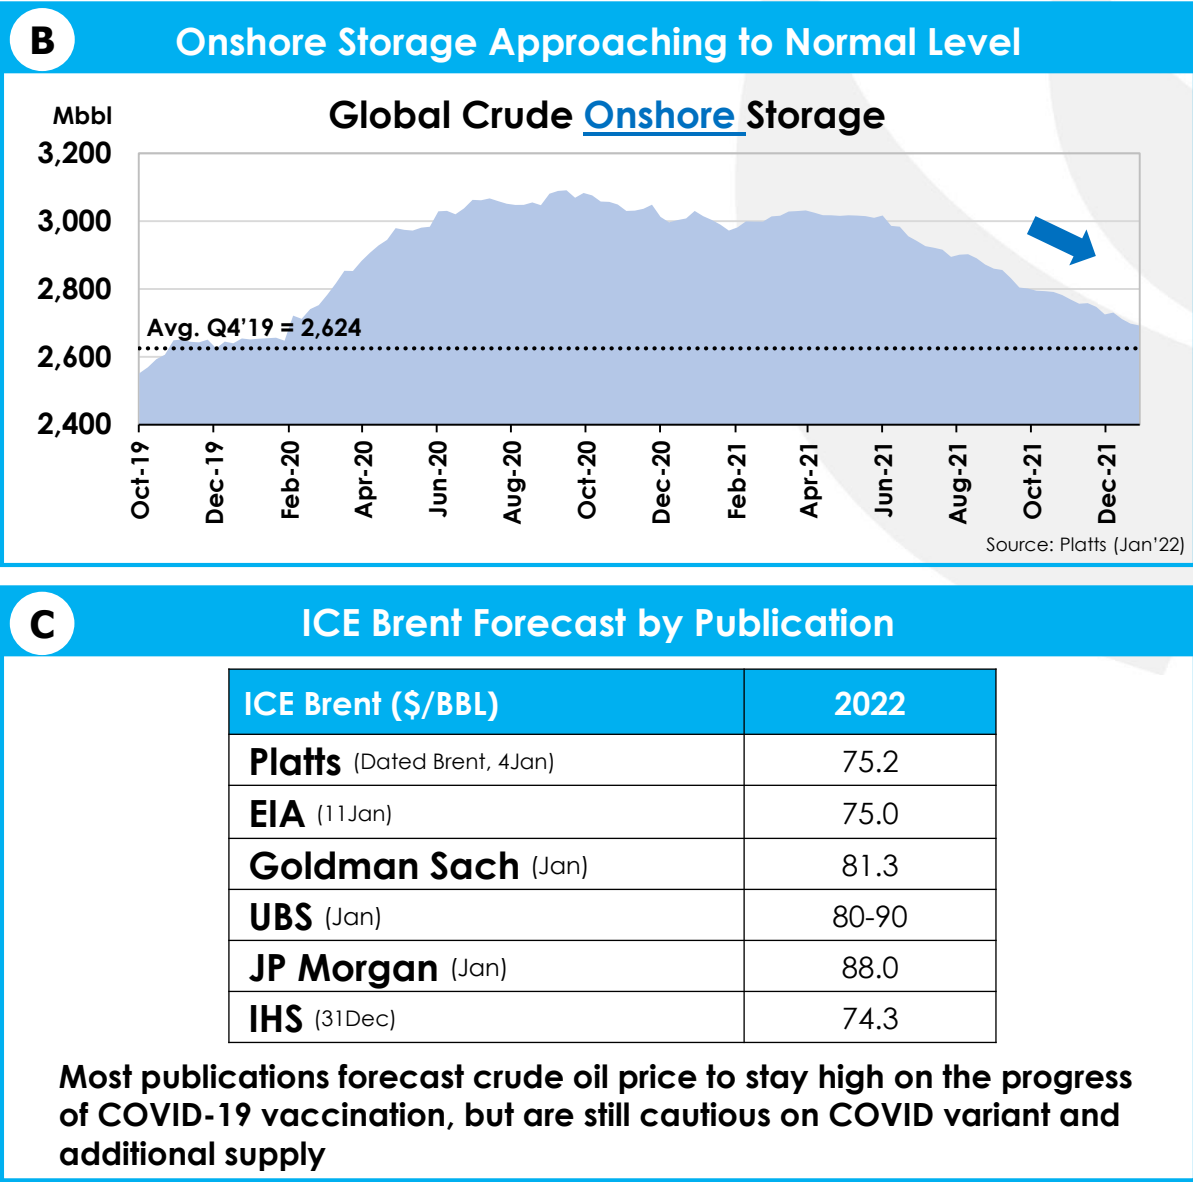 B
Onshore Storage Approaching to Normal Level
Mbbl
Global Crude Onshore Storage
3,200
3,000
2,800
2,600
2,400
Avg. Q4’19 = 2,624
Oct-19
Dec-19
Feb-20
Apr-20
Jun-20
Aug-20
Oct-20
Dec-20
Feb-21
Apr-21
Jun-21
Aug-21
Oct-21
Dec-21
Source: Platts (Jan’22)
C
ICE Brent Forecast by Publication
ICE Brent ($/BBL) 2022
Platts (Dated Brent, 4Jan) 75.2
EIA (11Jan) 75.0
Goldman Sach (Jan) 81.3
UBS (Jan) 80-90
JP Morgan (Jan) 88.0
IHS (31Dec) 74.3
Most publications forecast crude oil price to stay high on the progress
of COVID-19 vaccination, but are still cautious on COVID variant and
additional supply